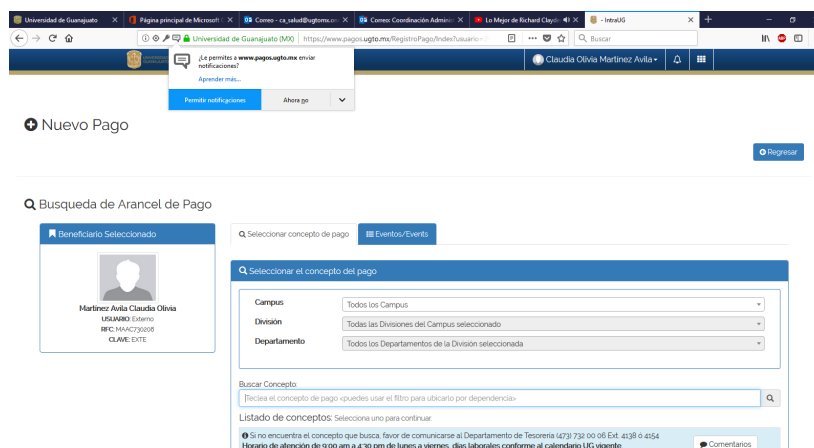 Universidad de Guanajuato
Página principal de Microsoft
Correo - ca_salud@ugtomx.on
Correo: Coordinación Administ
Lo Mejor de Richard Clayder
- IntraUG
Universidad de Guanajuato (MX)
https://www.pagos.ugto.mx/RegistroPago/Index?usuario=
Buscar
¿Le permites a www.pagos.ugto.mx enviar
notificaciones?
Aprender más...
Permitir notificaciones
Ahora no
Claudia Olivia Martinez Avila
Nuevo Pago
Regresar
Busqueda de Arancel de Pago
Beneficiario Seleccionado
Martinez Avila Claudia Olivia
USUARIO: Externo
RFC: MAAC730208
CLAVE: EXTE
Seleccionar concepto de pago
Eventos/Events
Seleccionar el concepto del pago
Campus
Todos los Campus
División
Todas las Divisiones del Campus seleccionado
Departamento
Todos los Departamentos de la División seleccionada
Buscar Concepto:
Teclea el concepto de pago <puedes usar el filtro para ubicarlo por dependencia>
Listado de conceptos: Selecciona uno para continuar.
Si no encuentra el concepto que busca, favor de comunicarse al Departamento de Tesoreria (473) 732 00 06 Ext. 4138 ó 4154
Horario de atención de 9:00 am a 4:30 pm de lunes a viernes, días laborales conforme al calendario UG vigente
Comentarios